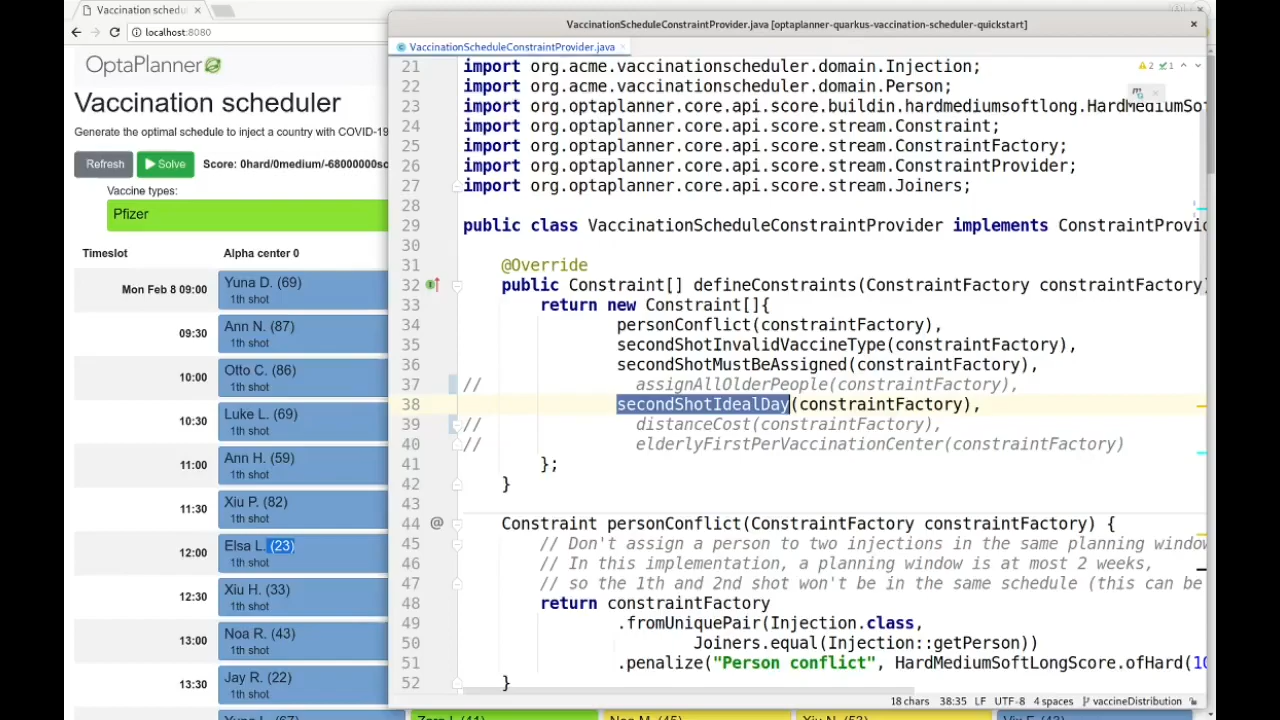 Vaccination schedu
localhost:8080
OptaPlanner
Vaccination scheduler
Generate the optimal schedule to inject a country with COVID-19
Refresh
Solve
Score: 0hard/0medium/-68000000so
Vaccine types:
Pfizer
Timeslot
Alpha center 0
Mon Feb 8 09:00
Yuna D. (69)
1th shot
09:30
Ann N. (87)
1th shot
10:00
Otto C. (86)
1th shot
10:30
Luke L. (69)
1th shot
11:00
Ann H. (59)
1th shot
11:30
Xiu P. (82)
1th shot
12:00
Elsa L. (23)
1th shot
12:30
Xiu H. (33)
1th shot
13:00
Noa R. (43)
1th shot
13:30
Jay R. (22)
1th shot
VaccinationScheduleConstraintProvider.java [optaplanner-quarkus-vaccination-scheduler-quickstart]
VaccinationScheduleConstraintProvider.java
2 1
21 import org.acme.vaccinationscheduler.domain.Injection;
22 import org.acme.vaccinationscheduler.domain.Person;
23 import org.optaplanner.core.api.score.buildin.hardmediumsoftlong.HardMediumSof
24 import org.optaplanner.core.api.score.stream.Constraint;
25 import org.optaplanner.core.api.score.stream.ConstraintFactory;
26 import org.optaplanner.core.api.score.stream.ConstraintProvider;
27 import org.optaplanner.core.api.score.stream.Joiners;
28
29 public class VaccinationScheduleConstraintProvider implements ConstraintProvid
30
31 @Override
32 public Constraint[] defineConstraints(ConstraintFactory constraintFactory)
33 return new Constraint[]{
34 personConflict(constraintFactory),
35 secondShotInvalidVaccineType(constraintFactory),
36 secondShotMustBeAssigned(constraintFactory),
37 // assignAllOlderPeople(constraintFactory),
38 secondShotIdealDay(constraintFactory),
39 // distanceCost(constraintFactory),
40 // elderlyFirstPerVaccinationCenter(constraintFactory)
41 };
42 }
43
44 @ Constraint personConflict(ConstraintFactory constraintFactory) {
45 // Don't assign a person to two injections in the same planning window
46 // In this implementation, a planning window is at most 2 weeks,
47 // so the 1th and 2nd shot won't be in the same schedule (this can be
48 return constraintFactory
49 .fromUniquePair(Injection.class,
50 Joiners.equal(Injection::getPerson))
51 .penalize("Person conflict", HardMediumSoftLongScore.ofHard(10
52 }
18 chars 38:35 LF UTF-8 4 spaces vaccineDistribution